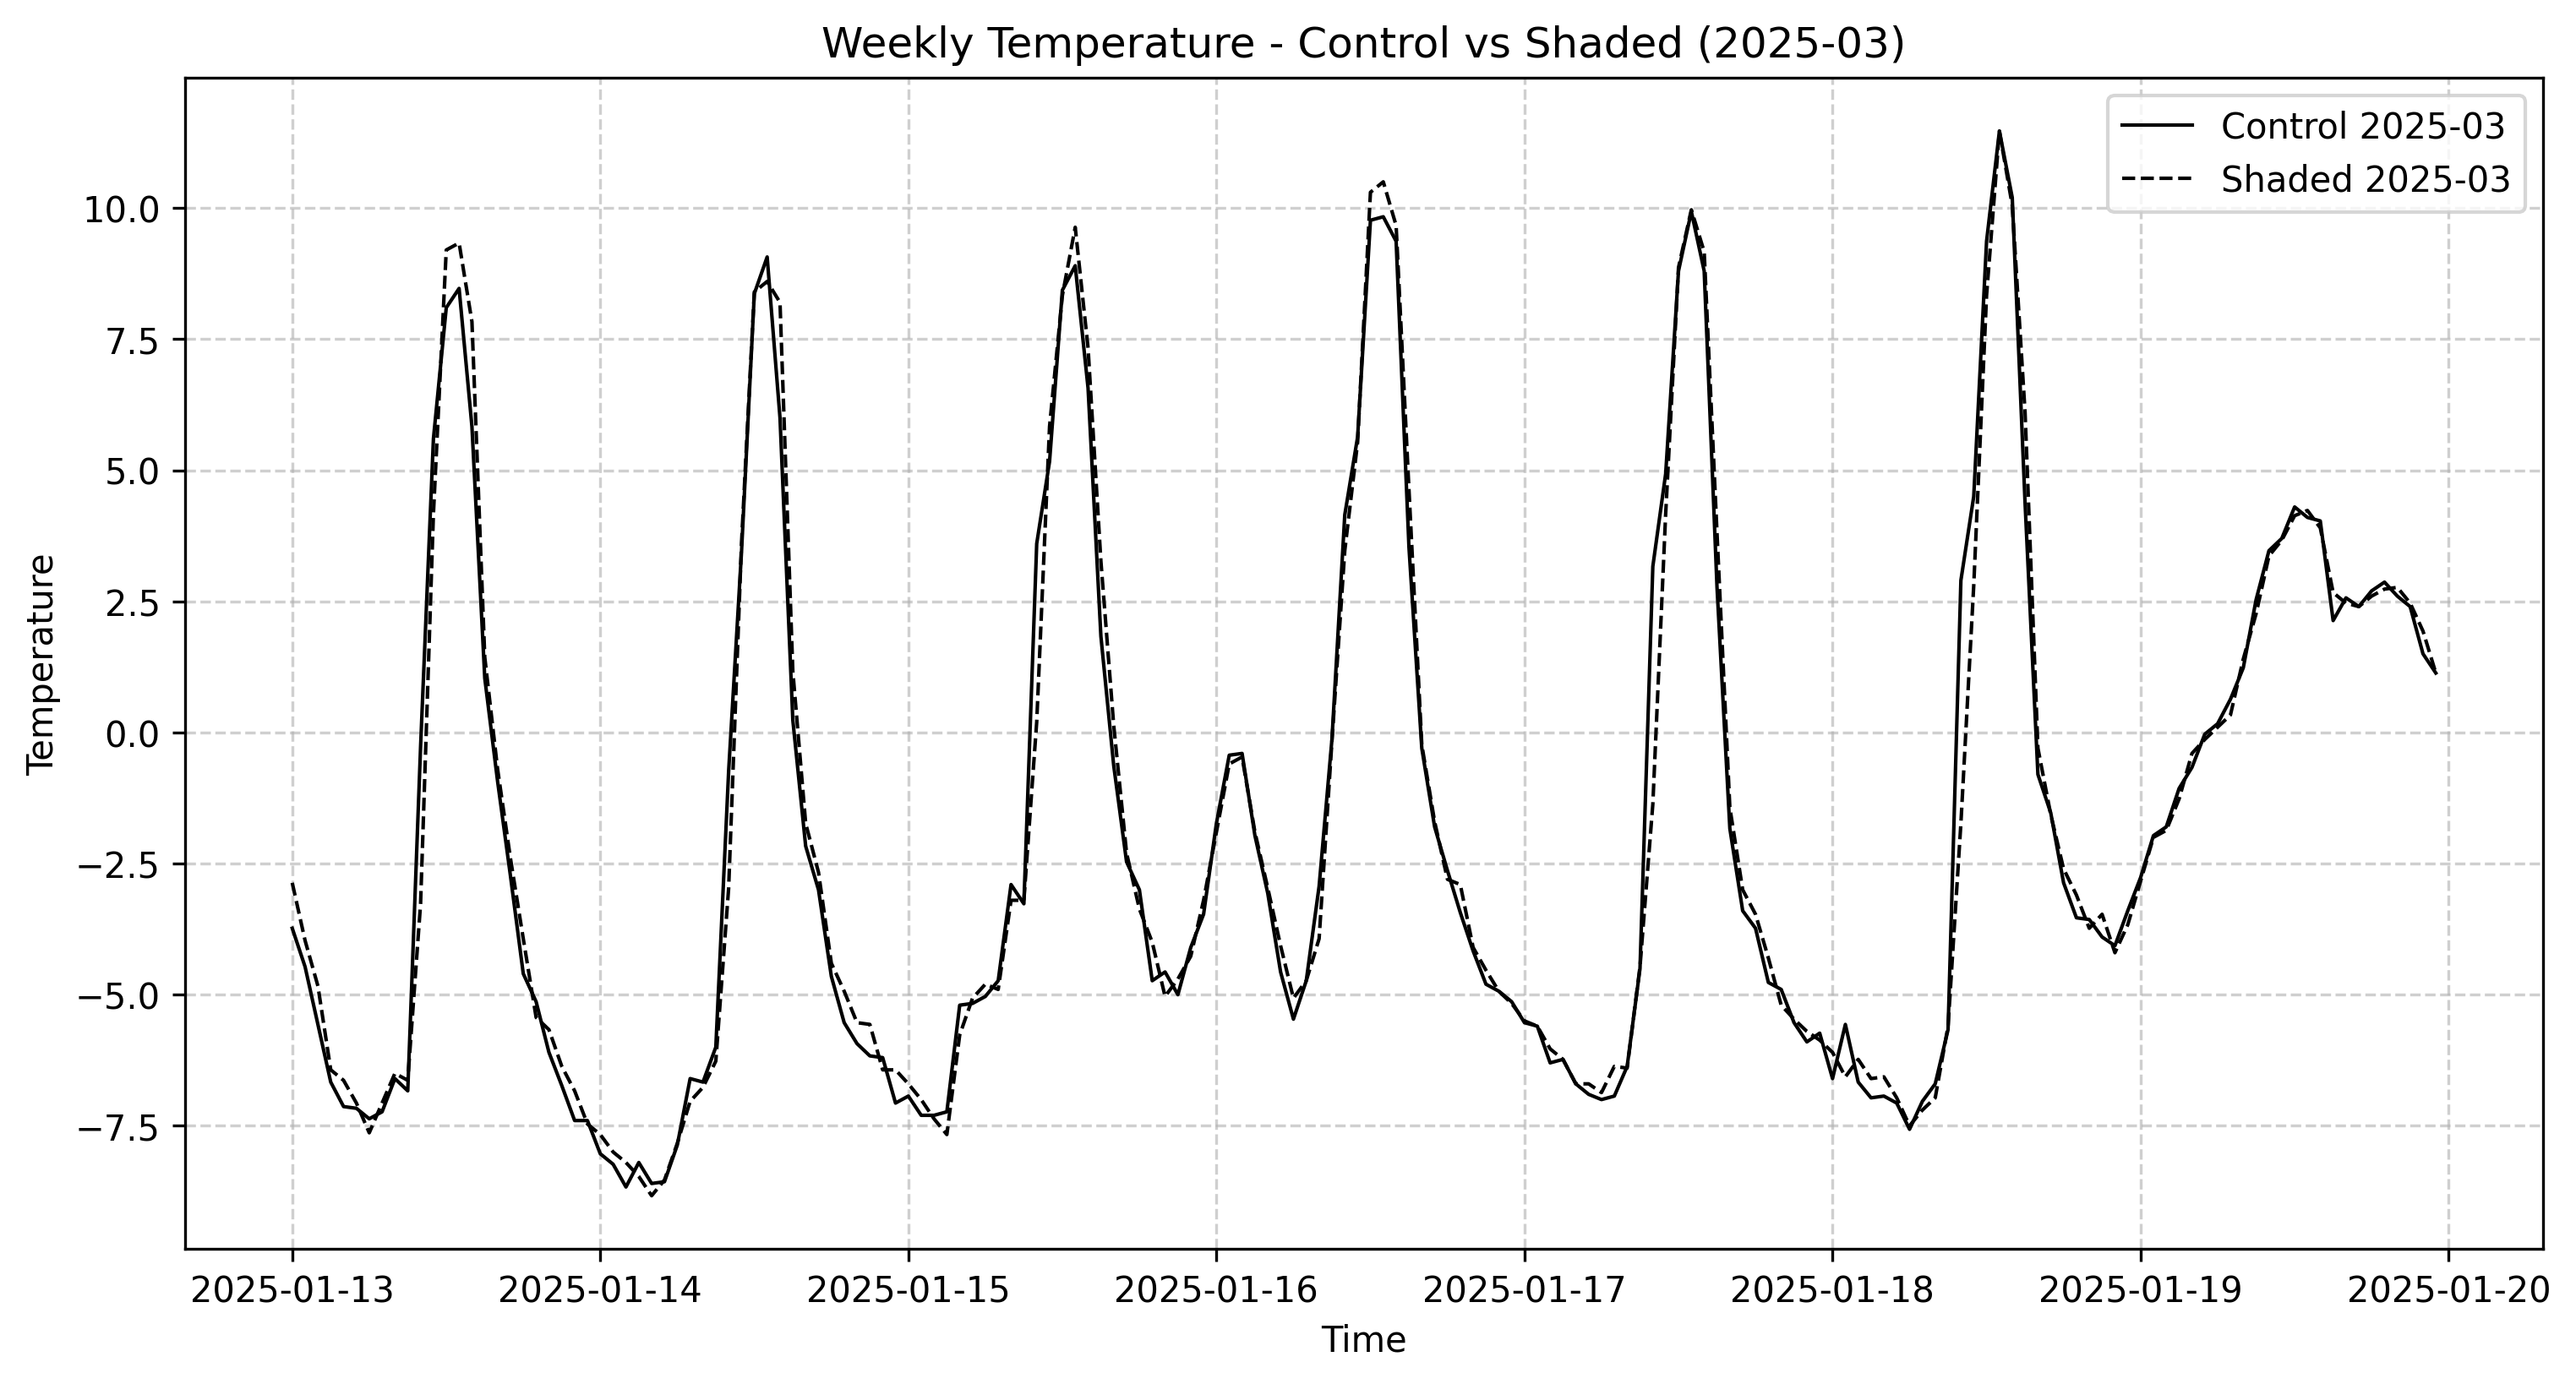 Weekly Temperature - Control vs Shaded (2025-03)
Control 2025-03
Shaded 2025-03
Temperature
10.0
7.5
5.0
2.5
0.0
−2.5
−5.0
−7.5
2025-01-13 2025-01-14 2025-01-15 2025-01-16 2025-01-17 2025-01-18 2025-01-19 2025-01-20
Time